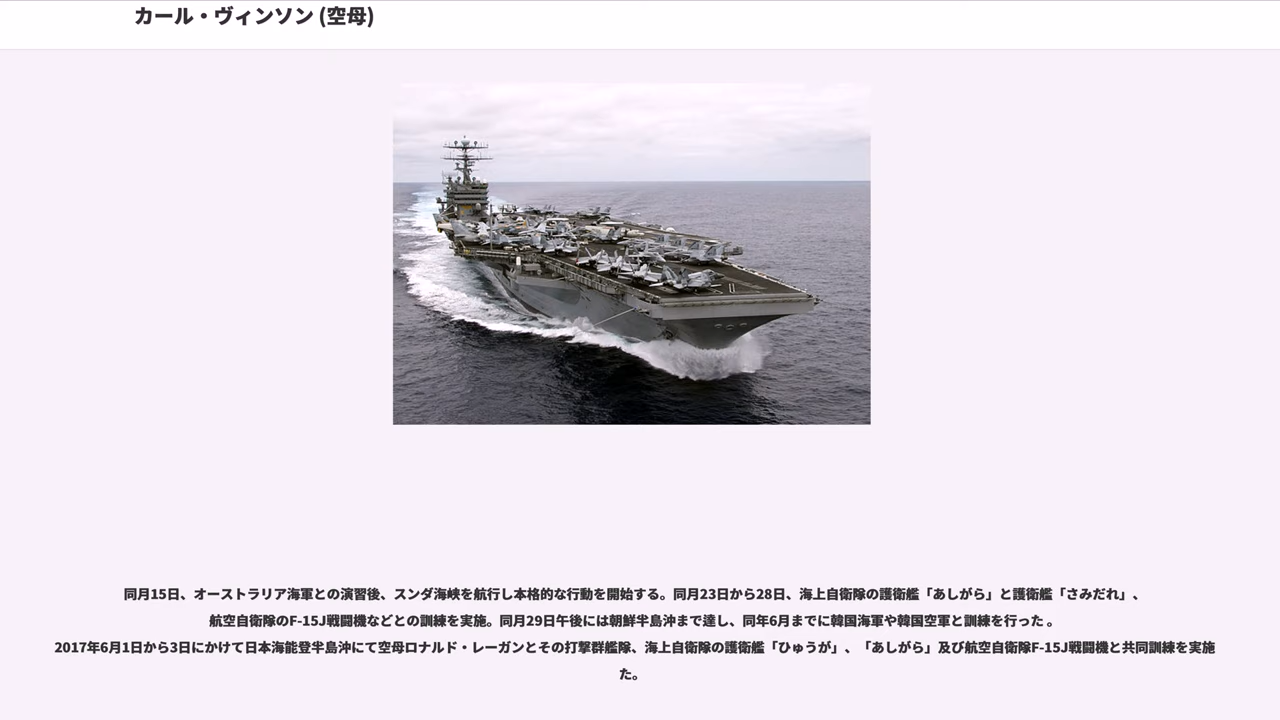 カール・ヴィンソン (空母)
同月15日、オーストラリア海軍との演習後、スンダ海峡を航行し本格的な行動を開始する。同月23日から28日、海上自衛隊の護衛艦「あしがら」と護衛艦「さみだれ」、
航空自衛隊のF-15J戦闘機などとの訓練を実施。同月29日午後には朝鮮半島沖まで達し、同年6月までに韓国海軍や韓国空軍と訓練を行った 。
2017年6月1日から3日にかけて日本海能登半島沖にて空母ロナルド・レーガンとその打撃群艦隊、海上自衛隊の護衛艦「ひゅうが」、「あしがら」及び航空自衛隊F-15J戦闘機と共同訓練を実施
た。